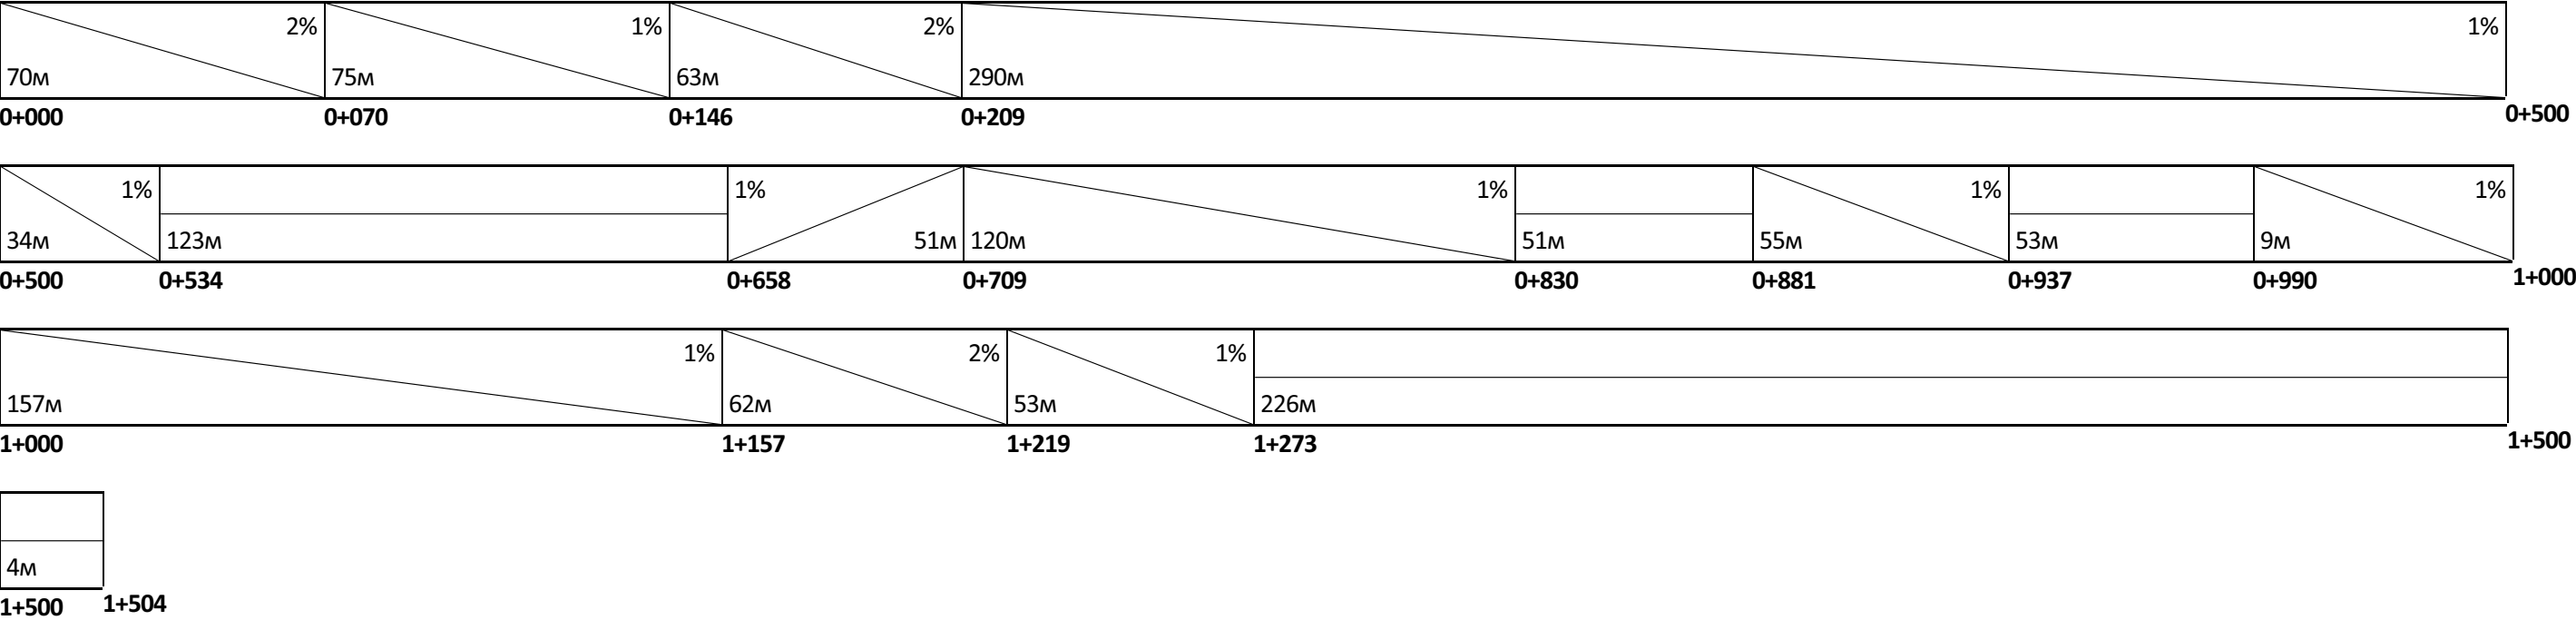 2% 1% 2% 1%
70м 75м 63м 290м
0+000 0+070 0+146 0+209 0+500
1% 1% 1% 1% 1%
34м 123м 51м 120м 51м 55м 53м 9м
0+500 0+534 0+658 0+709 0+830 0+881 0+937 0+990 1+000
1% 2% 1%
157м 62м 53м 226м
1+000 1+157 1+219 1+273 1+500
4м
1+500 1+504